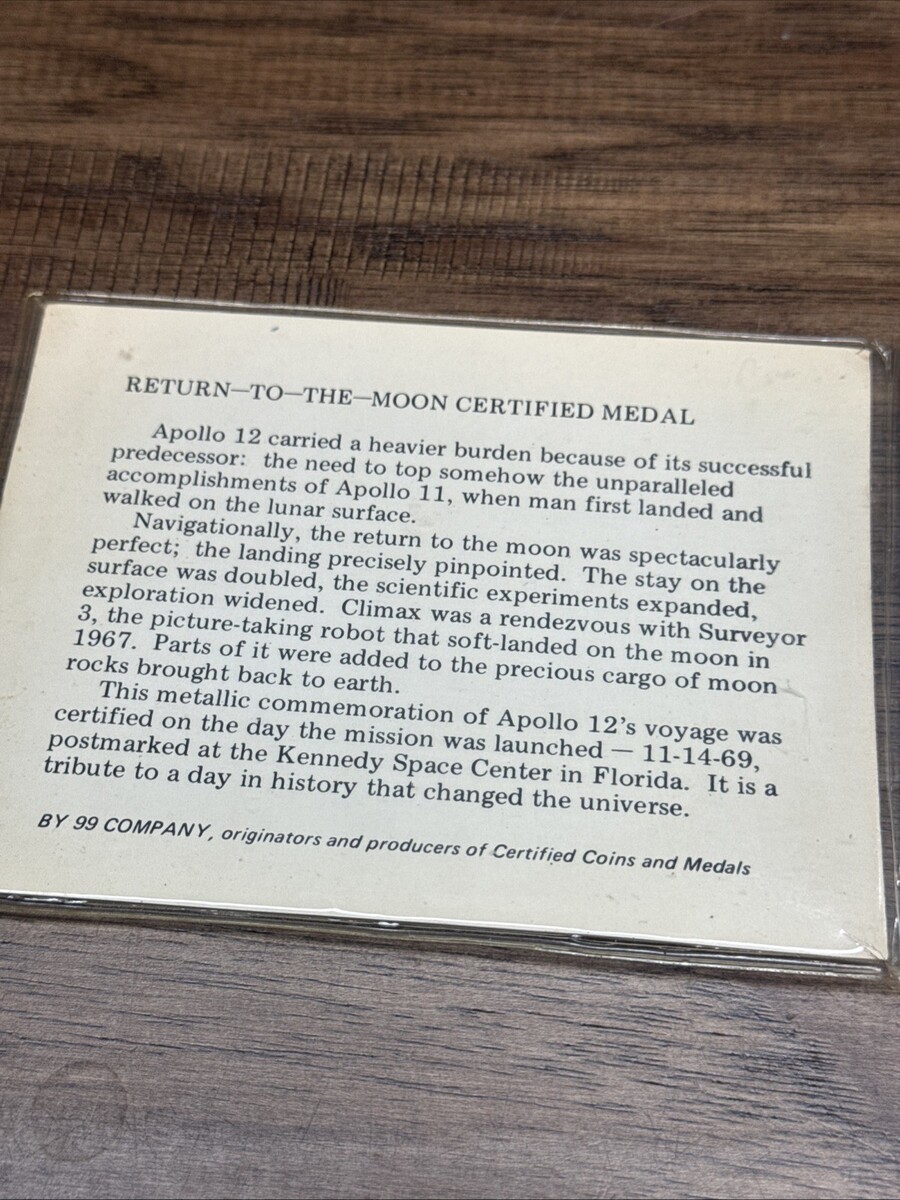 RETURN—TO—THE—MOON CERTIFIED MEDAL
Apollo 12 carried a heavier burden because of its successful
predecessor: the need to top somehow the unparalleled
accomplishments of Apollo 11, when man first landed and
walked on the lunar surface.
Navigationally, the return to the moon was spectacularly
perfect; the landing precisely pinpointed. The stay on the
surface was doubled, the scientific experiments expanded,
exploration widened. Climax was a rendezvous with Surveyor
3, the picture-taking robot that soft-landed on the moon in
1967. Parts of it were added to the precious cargo of moon
rocks brought back to earth.
This metallic commemoration of Apollo 12's voyage was
certified on the day the mission was launched — 11-14-69,
postmarked at the Kennedy Space Center in Florida. It is a
tribute to a day in history that changed the universe.
BY 99 COMPANY, originators and producers of Certified Coins and Medals